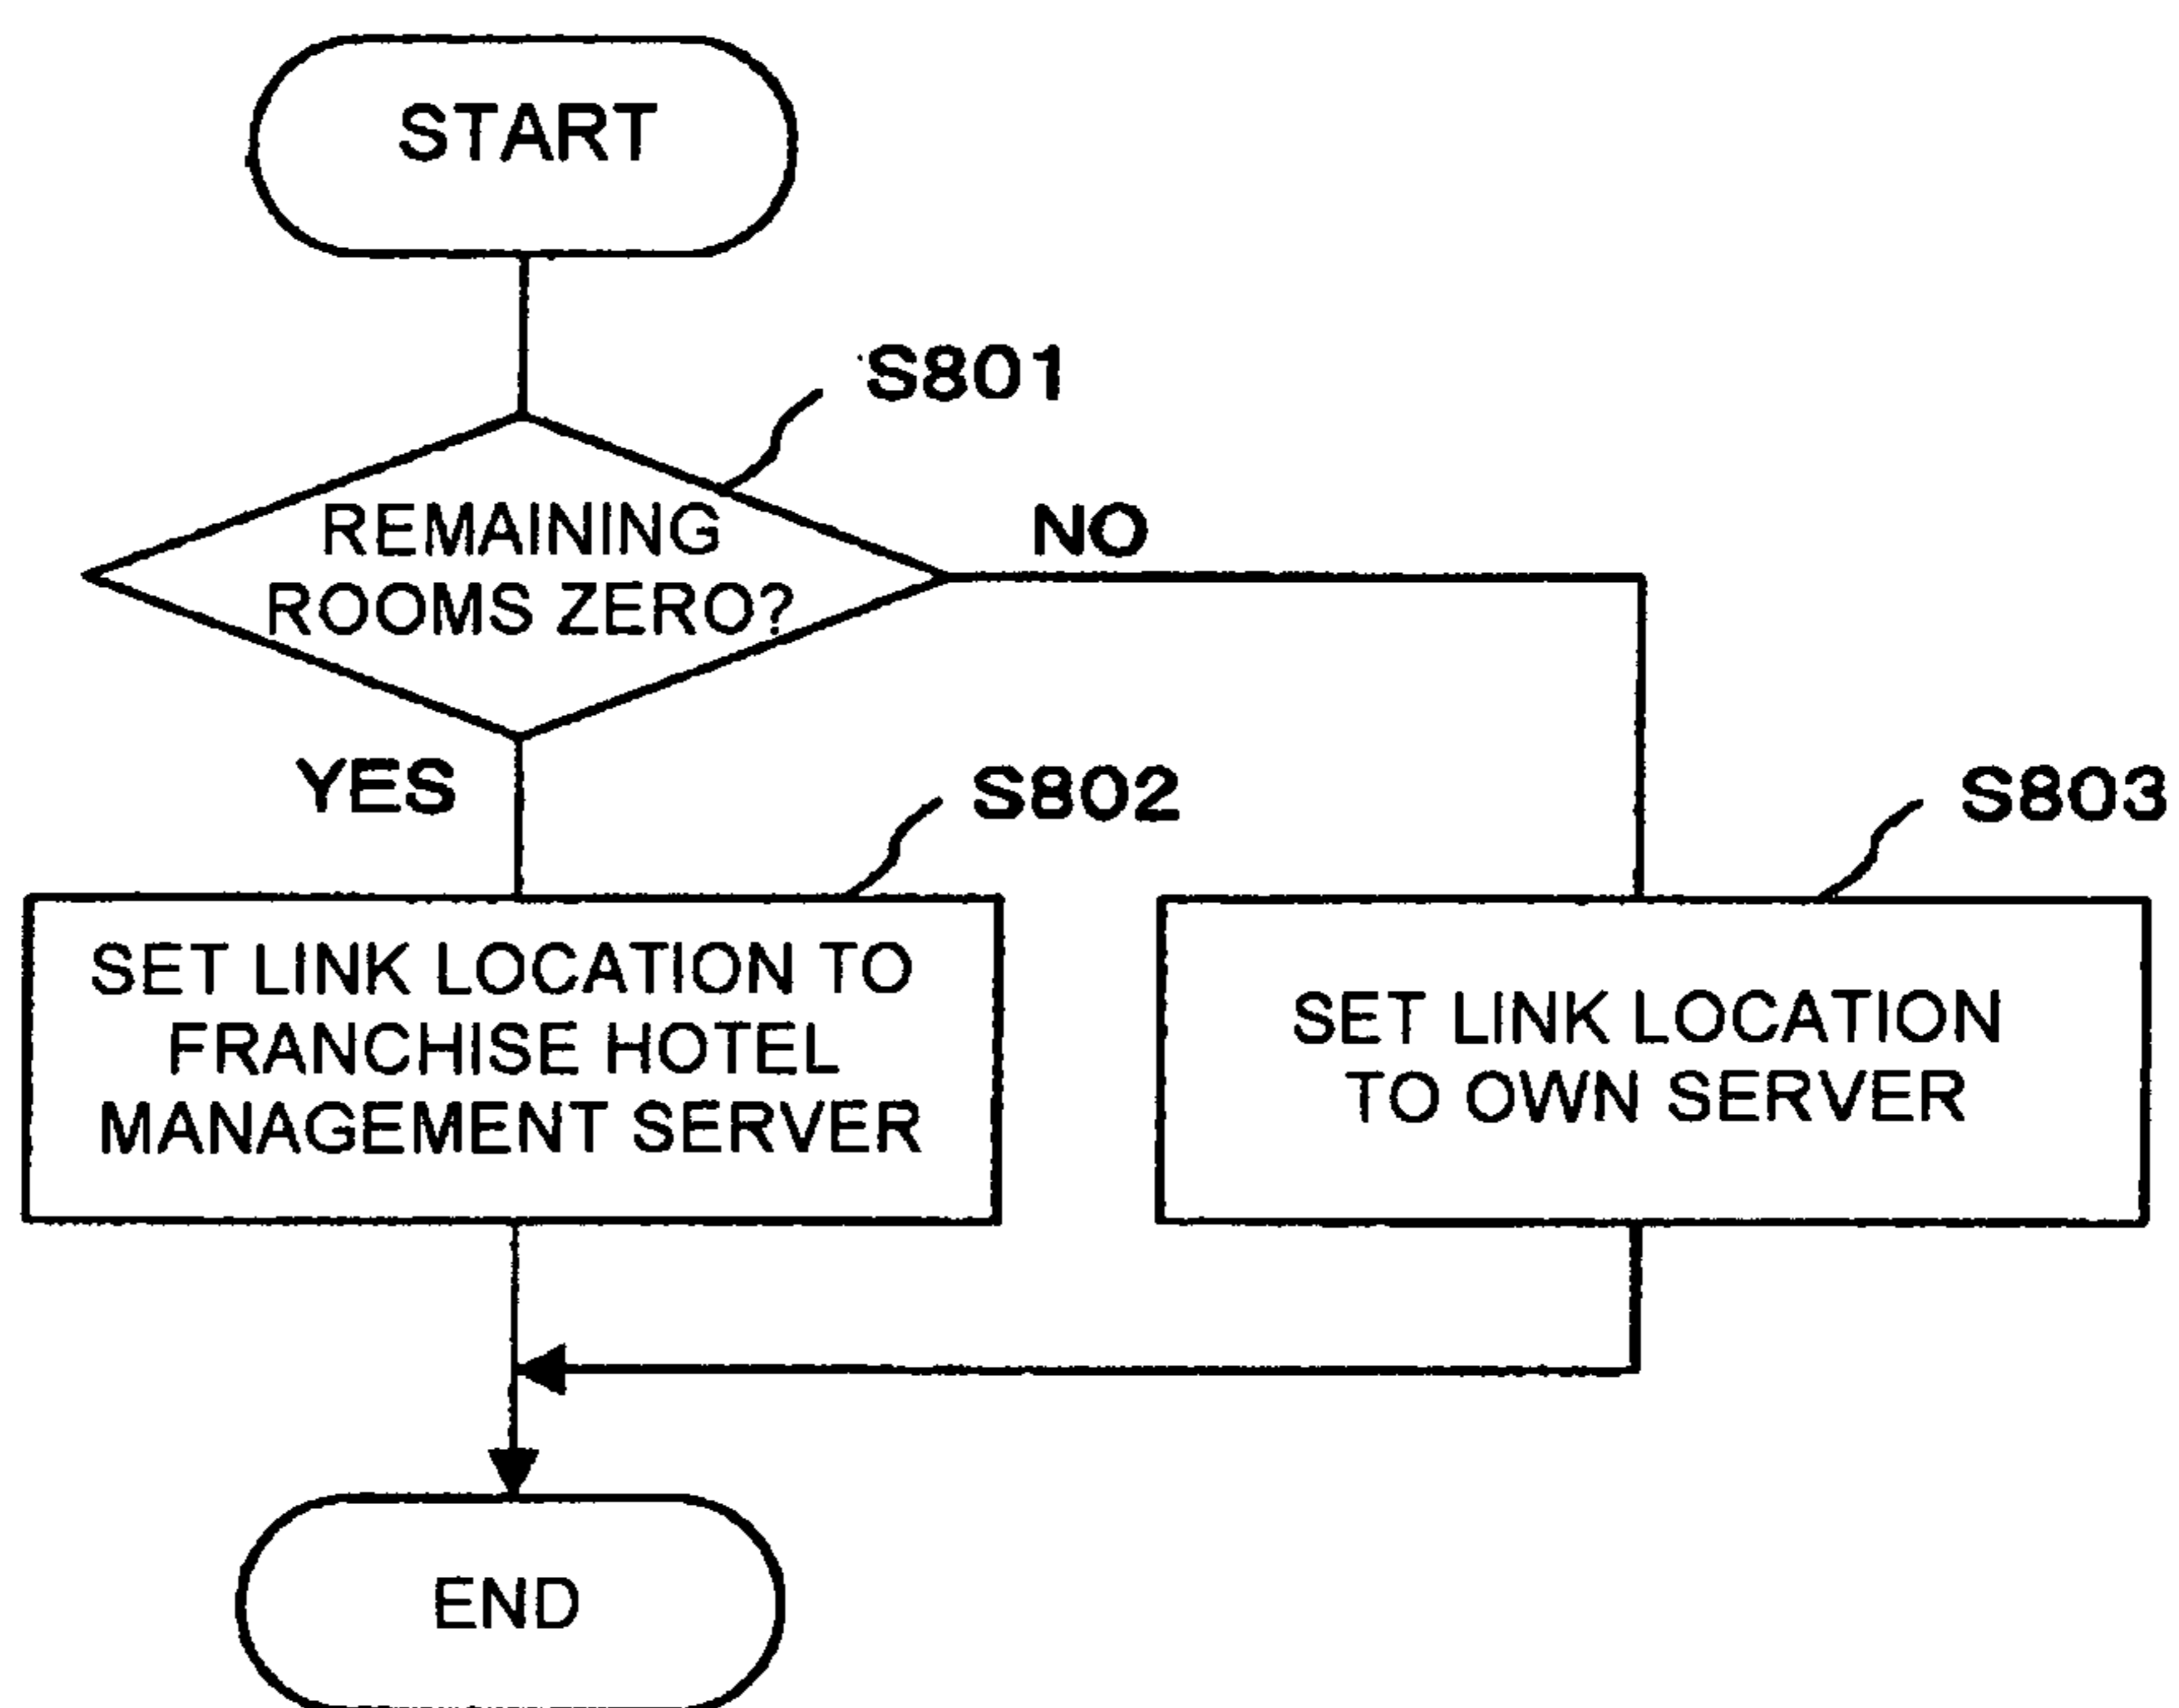 START
S801
REMAINING
ROOMS ZERO?
NO
YES
S802
S803
SET LINK LOCATION TO
FRANCHISE HOTEL
MANAGEMENT SERVER
SET LINK LOCATION
TO OWN SERVER
END